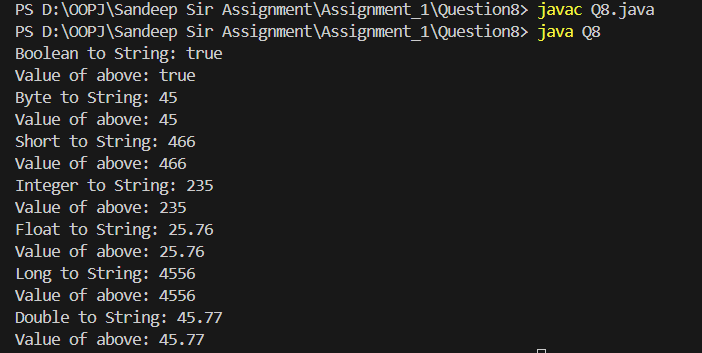 PS D:\OOPJ\Sandeep Sir Assignment\Assignment_1\Question8> javac Q8.java
PS D:\OOPJ\Sandeep Sir Assignment\Assignment_1\Question8> java Q8
Boolean to String: true
Value of above: true
Byte to String: 45
Value of above: 45
Short to String: 466
Value of above: 466
Integer to String: 235
Value of above: 235
Float to String: 25.76
Value of above: 25.76
Long to String: 4556
Value of above: 4556
Double to String: 45.77
Value of above: 45.77